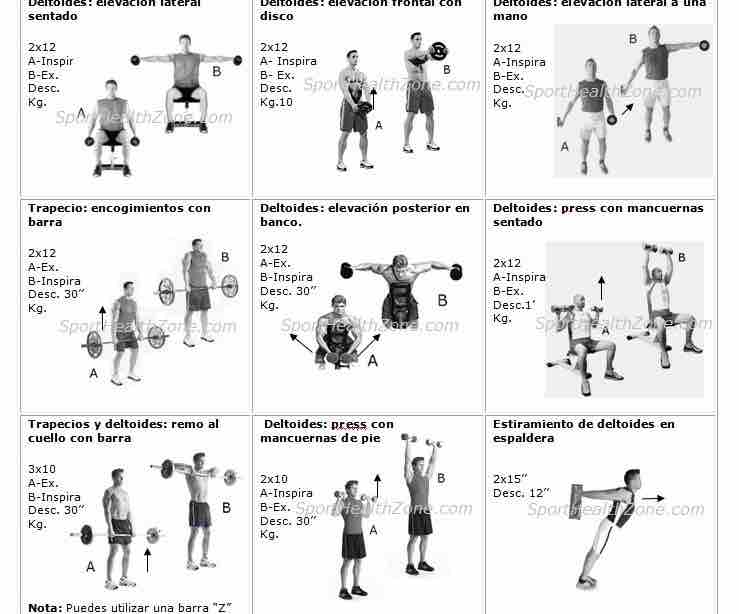 Deltoides: elevación lateral
sentado
2x12
A-Inspir
B-Ex.
Desc.
Kg.
A
B
SportHealthZone.com
Deltoides: elevación frontal con
disco
2x12
A- Inspira
B- Ex.
Desc.
Kg.10
A
B
SportHealthZone.com
Deltoides: elevación lateral a una
mano
2x12
A-Inspira
B-Ex.
Desc.
Kg.
A
B
SportHealthZone.com
Trapecio: encogimientos con
barra
2x12
A-Ex.
B-Inspira
Desc. 30”
Kg.
A
B
SportHealthZone.com
Deltoides: elevación posterior en
banco.
2x12
A-Ex.
B-Inspira
Desc. 30”
Kg.
A
B
SportHealthZone.com
Deltoides: press con mancuernas
sentado
2x12
A-Inspira
B-Ex.
Desc.1’
Kg.
A
B
SportHealthZone.com
Trapecios y deltoides: remo al
cuello con barra
3x10
A-Ex.
B-Inspira
Desc. 30”
Kg.
A
B
SportHealthZone.com
Nota: Puedes utilizar una barra “Z”
Deltoides: press con
mancuernas de pie
2x10
A-Inspira
B-Ex.
Desc. 30”
Kg.
A
B
SportHealthZone.com
Estiramiento de deltoides en
espaldera
2x15”
Desc. 12”
SportHealthZone.com